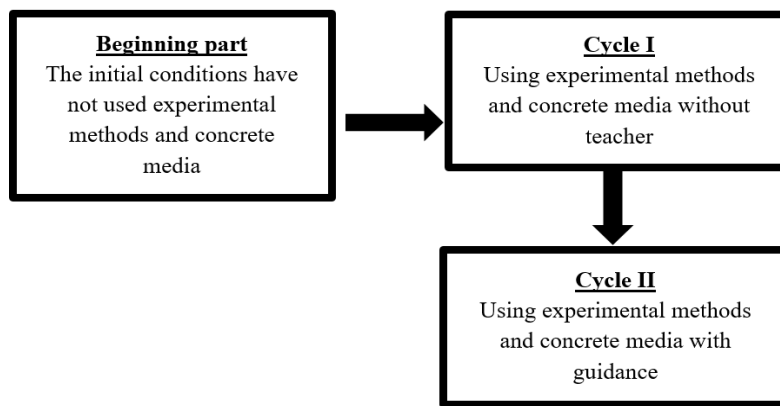 Beginning part
The initial conditions have
not used experimental
methods and concrete
media
Cycle I
Using experimental methods
and concrete media without
teacher
Cycle II
Using experimental methods
and concrete media with
guidance